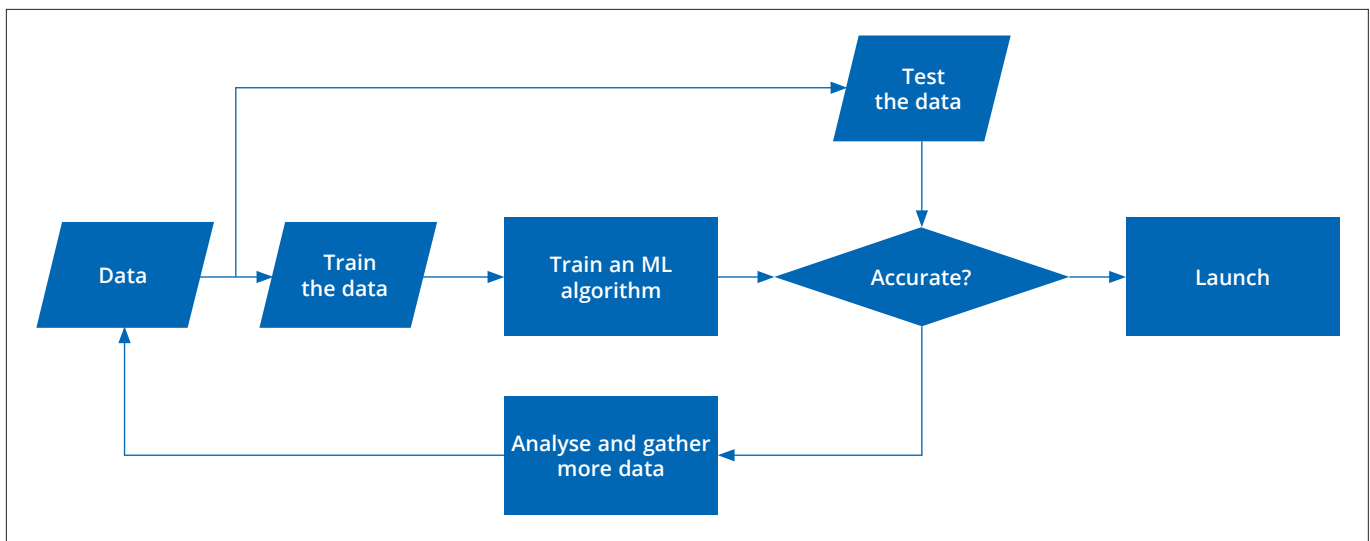 Test
the data
Data
Train
the data
Train an ML
algorithm
Accurate?
Launch
Analyse and gather
more data